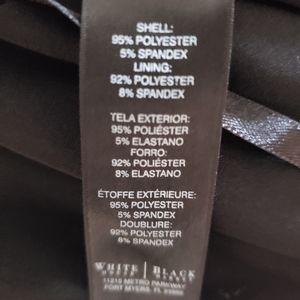 SHELL:
95% POLYESTER
5% SPANDEX
LINING:
92% POLYESTER
8% SPANDEX
TELA EXTERIOR:
95% POLIÉSTER
5% ELASTANO
FORRO:
92% POLIÉSTER
8% ELASTANO
ÉTOFFE EXTÉRIEURE:
95% POLYESTER
5% SPANDEX
DOUBLURE:
92% POLYESTER
8% SPANDEX
WHITE | BLACK
HOUSE MARKET
11215 METRO PARKWAY
FORT MYERS, FL